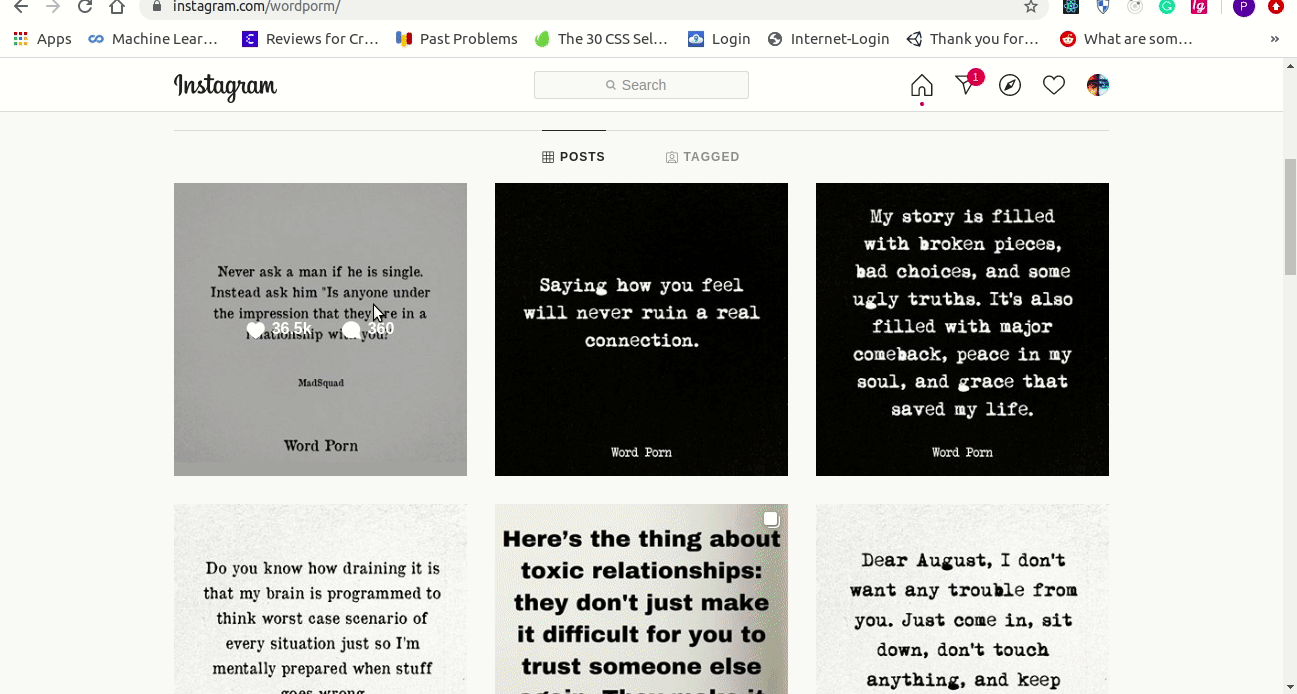 instagram.com/wordporm/
Apps
Machine Lear...
Reviews for Cr...
Past Problems
The 30 CSS Sel...
Login
Internet-Login
Thank you for...
What are som...
»
P
Instagram
Search
1
POSTS
TAGGED
Never ask a man if he is single.
Instead ask him "Is anyone under
the impression that they're in a
relationship with you?"
36.5k
360
MadSquad
Word Porn
Saying how you feel
will never ruin a real
connection.
Word Porn
My story is filled
with broken pieces,
bad choices, and some
ugly truths. It's also
filled with major
comeback, peace in my
soul, and grace that
saved my life.
Word Porn
Do you know how draining it is
that my brain is programmed to
think worst case scenario of
every situation just so I'm
mentally prepared when stuff
goes wrong
Here's the thing about
toxic relationships:
they don't just make
it difficult for you to
trust someone else
again. They make it
Dear August, I don't
want any trouble from
you. Just come in, sit
down, don't touch
anything, and keep